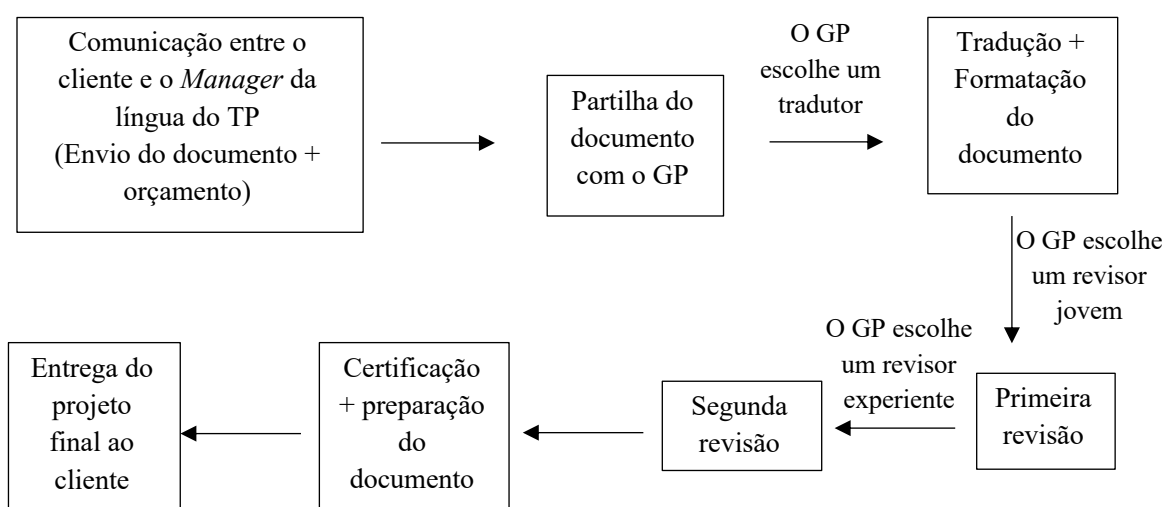 Comunicação entre o
cliente e o Manager da
língua do TP
(Envio do documento +
orçamento)
Partilha do
documento
com o GP
O GP
escolhe um
tradutor
Tradução +
Formatação
do
documento
O GP escolhe
um revisor
jovem
Primeira
revisão
O GP escolhe
um revisor
experiente
Segunda
revisão
Certificação
+ preparação
do
documento
Entrega do
projeto
final ao
cliente